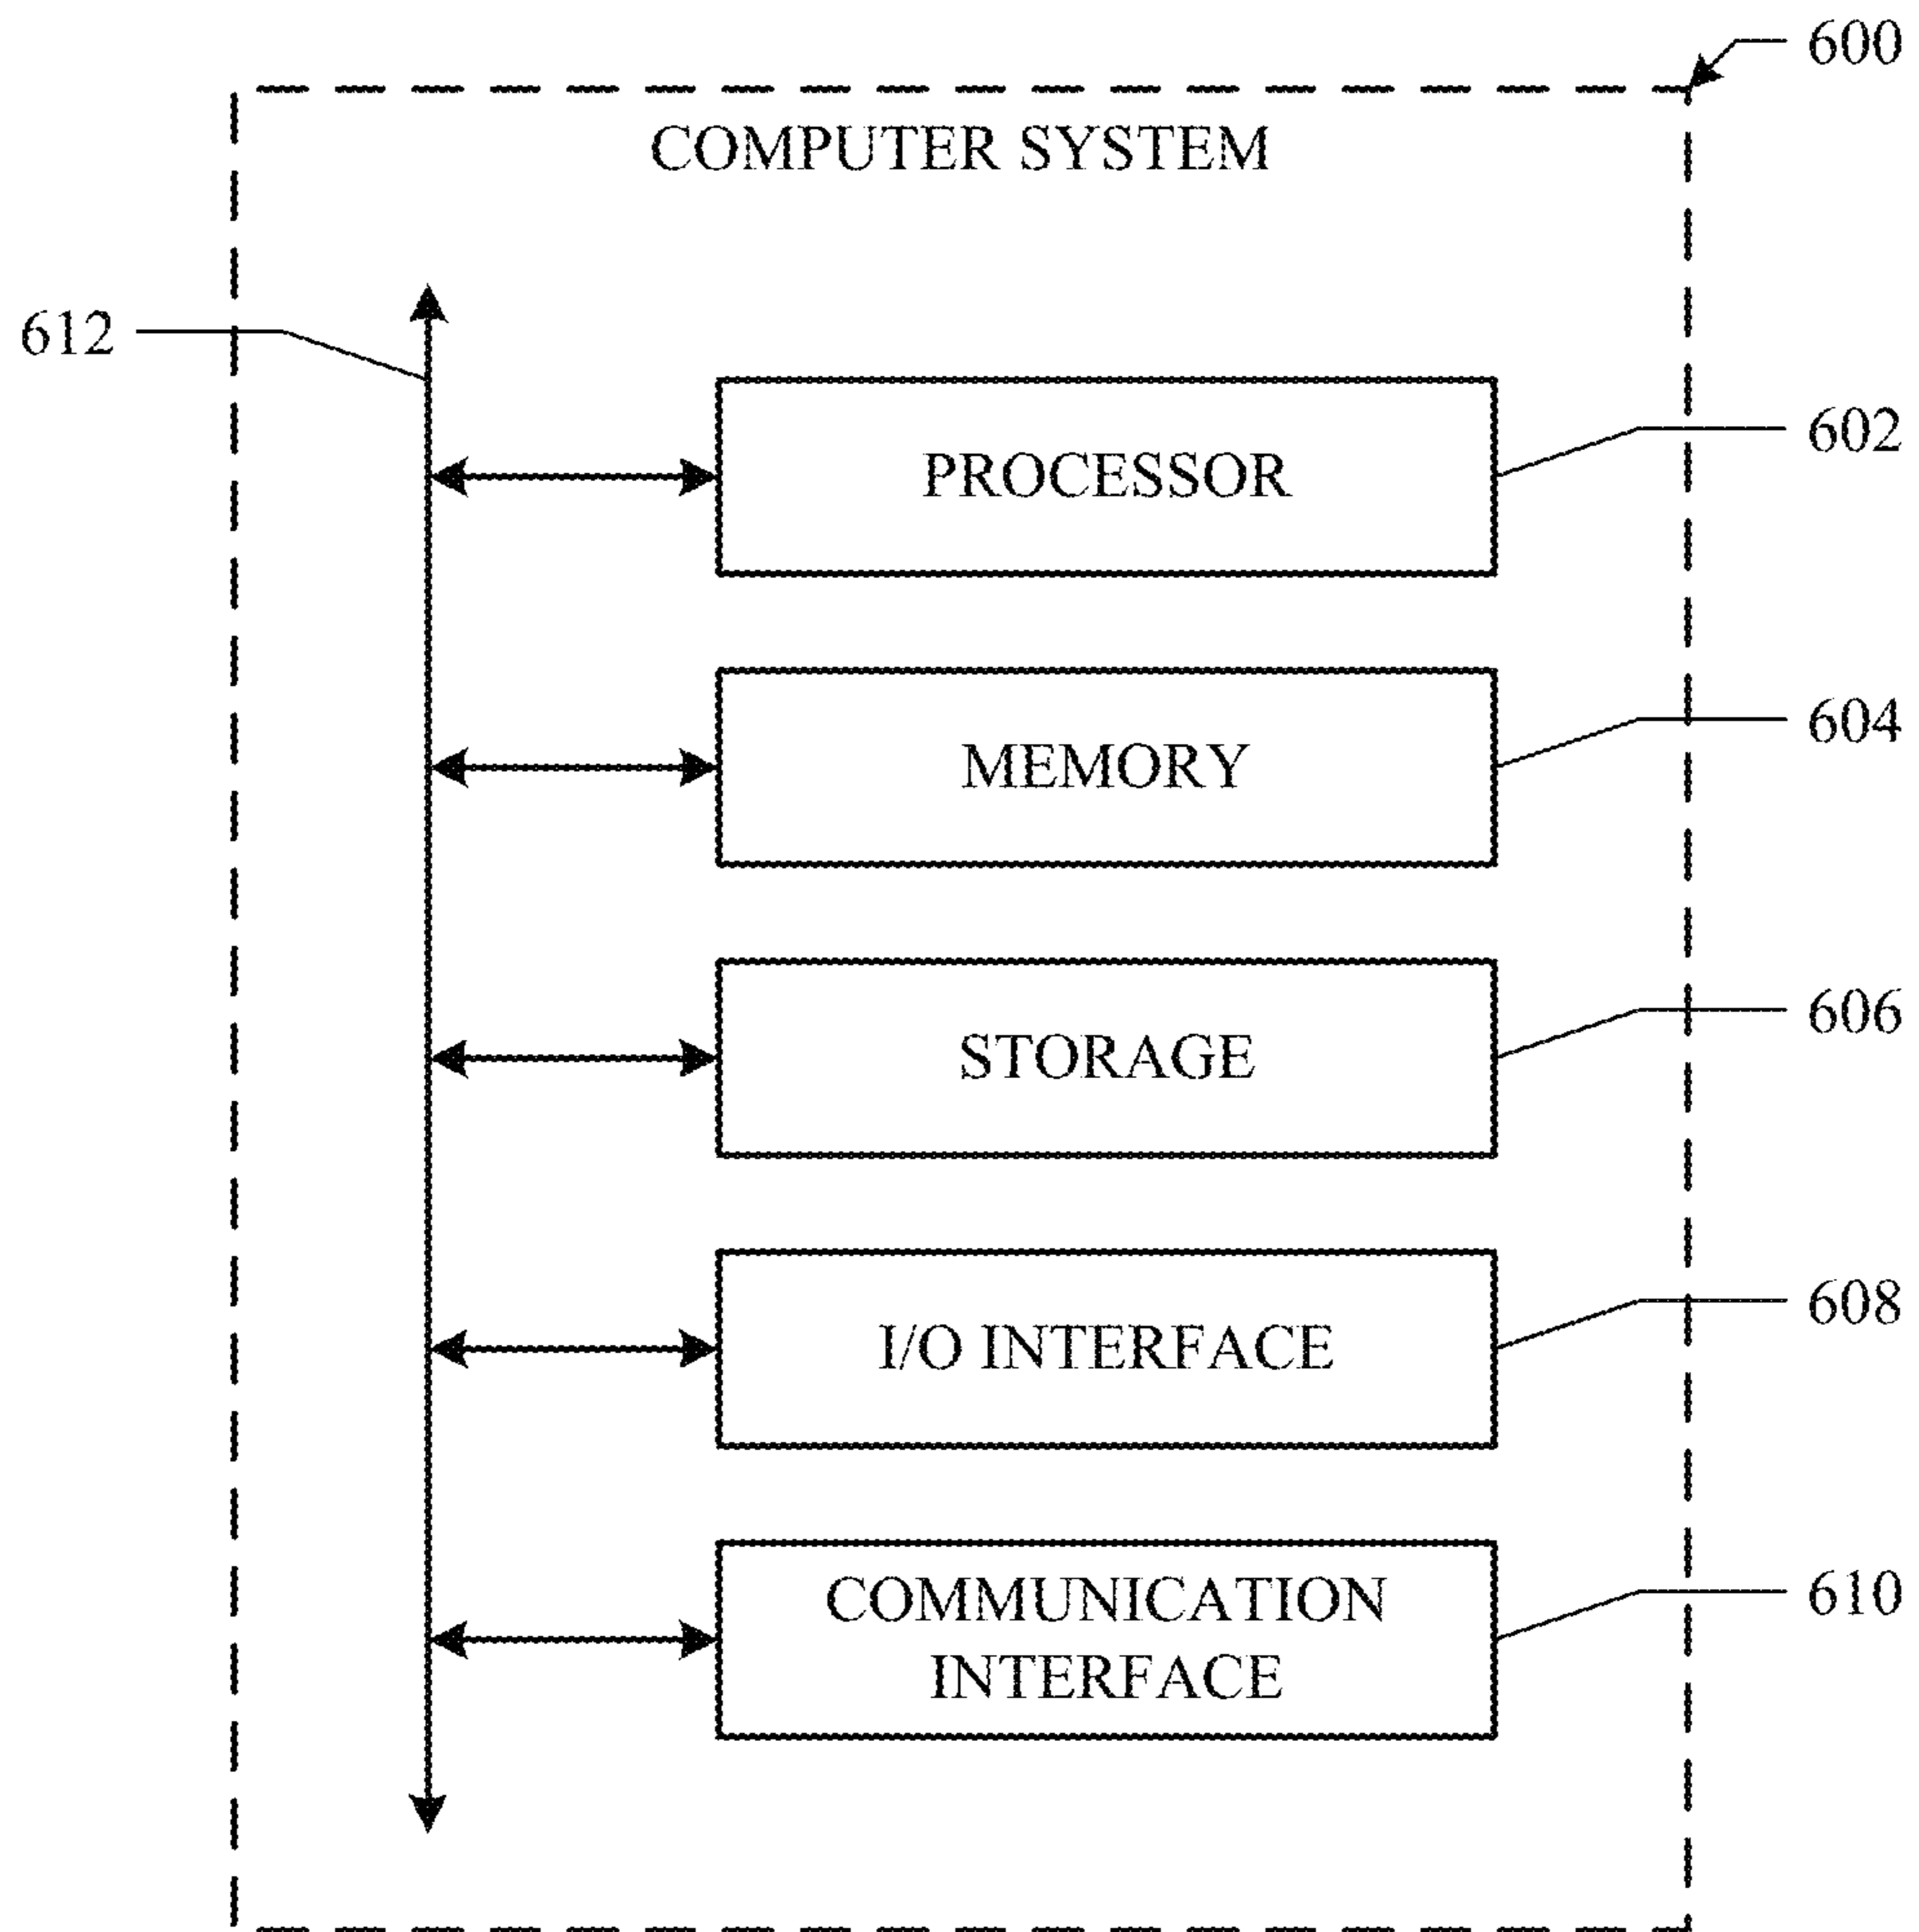 600
COMPUTER SYSTEM
612
PROCESSOR
602
MEMORY
604
STORAGE
606
I/O INTERFACE
608
COMMUNICATION
INTERFACE
610